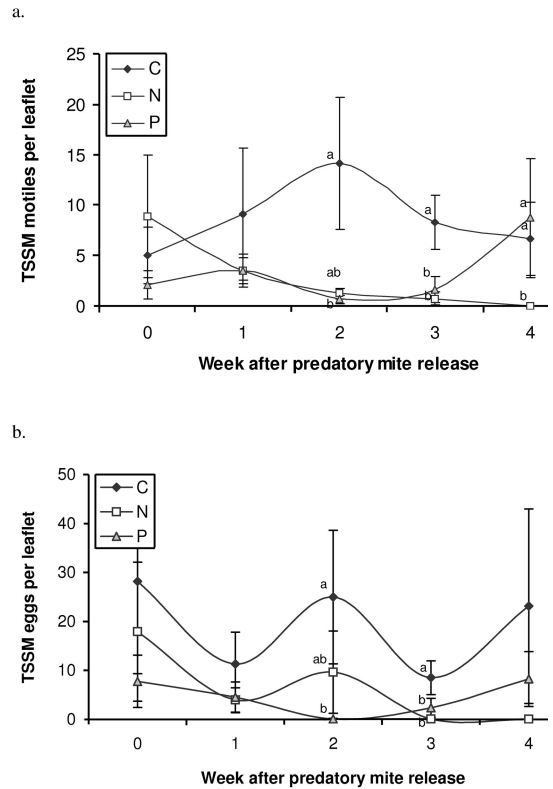 a.
TSSM motiles per leaflet
25
20
15
10
5
0
C
N
P
a
ab
b
a
b
b
a
a
b
0 1 2 3 4
Week after predatory mite release
b.
TSSM eggs per leaflet
50
40
30
20
10
0
C
N
P
a
ab
b
a
b
b
0 1 2 3 4
Week after predatory mite release